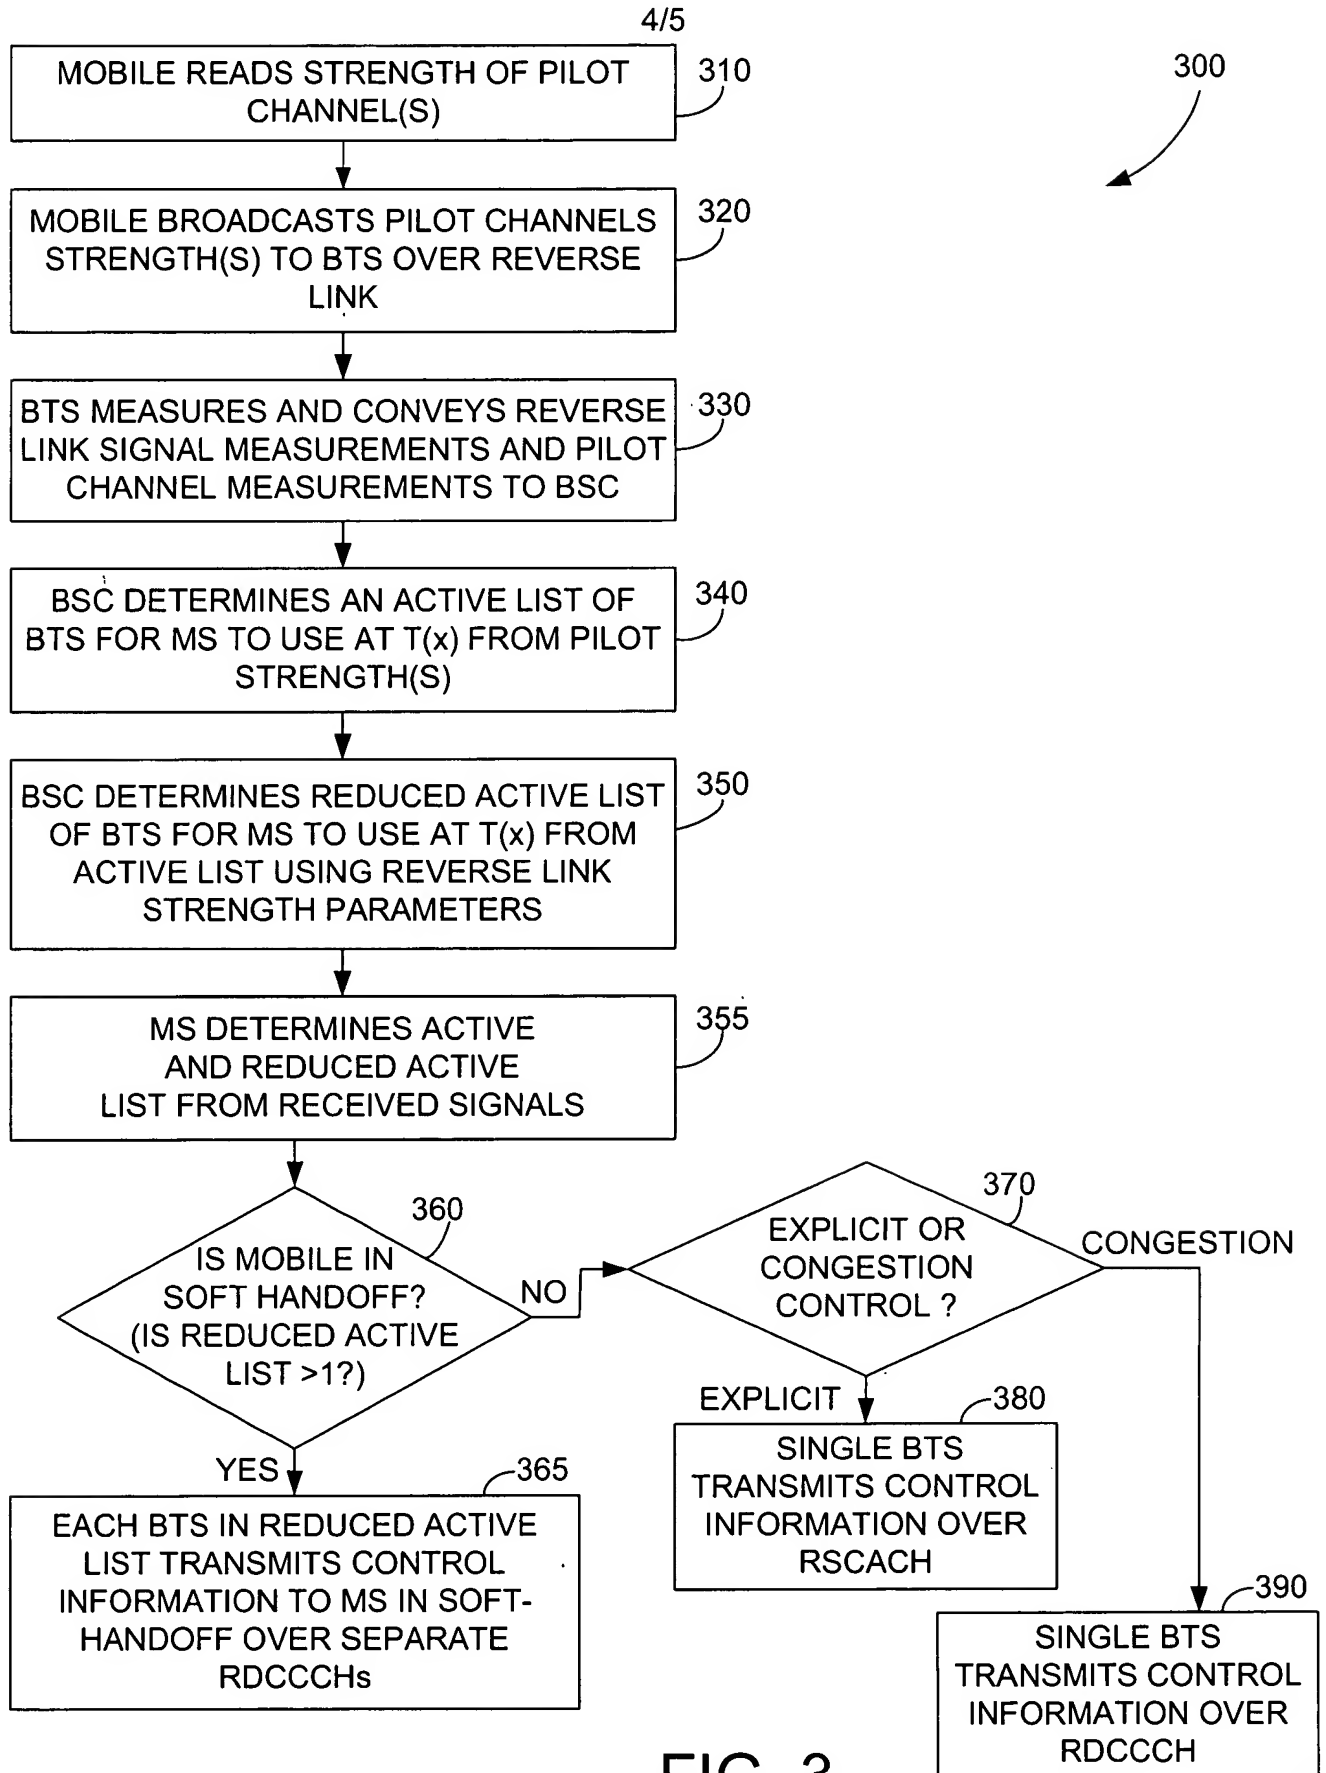 4/5
MOBILE READS STRENGTH OF PILOT
CHANNEL(S)
310
300
MOBILE BROADCASTS PILOT CHANNELS
STRENGTH(S) TO BTS OVER REVERSE
LINK
320
BTS MEASURES AND CONVEYS REVERSE
LINK SIGNAL MEASUREMENTS AND PILOT
CHANNEL MEASUREMENTS TO BSC
330
BSC DETERMINES AN ACTIVE LIST OF
BTS FOR MS TO USE AT T(x) FROM PILOT
STRENGTH(S)
340
BSC DETERMINES REDUCED ACTIVE LIST
OF BTS FOR MS TO USE AT T(x) FROM
ACTIVE LIST USING REVERSE LINK
STRENGTH PARAMETERS
350
MS DETERMINES ACTIVE
AND REDUCED ACTIVE
LIST FROM RECEIVED SIGNALS
355
IS MOBILE IN
SOFT HANDOFF?
(IS REDUCED ACTIVE
LIST >1?)
360
NO
YES
EXPLICIT OR
CONGESTION
CONTROL ?
370
CONGESTION
EXPLICIT
EACH BTS IN REDUCED ACTIVE
LIST TRANSMITS CONTROL
INFORMATION TO MS IN SOFT-
HANDOFF OVER SEPARATE
RDCCCHs
365
SINGLE BTS
TRANSMITS CONTROL
INFORMATION OVER
RSCACH
380
SINGLE BTS
TRANSMITS CONTROL
INFORMATION OVER
RDCCCH
390
FIG. 3